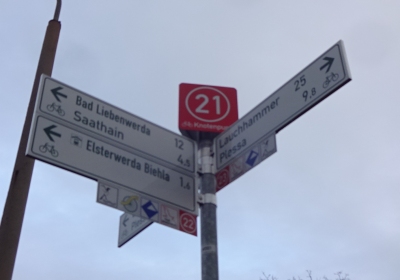 21
Bad Liebenwerda 12
Saathain 4,5
Elsterwerda Biehla 1,4
22
Lauchhammer 25
Plessa 9,8